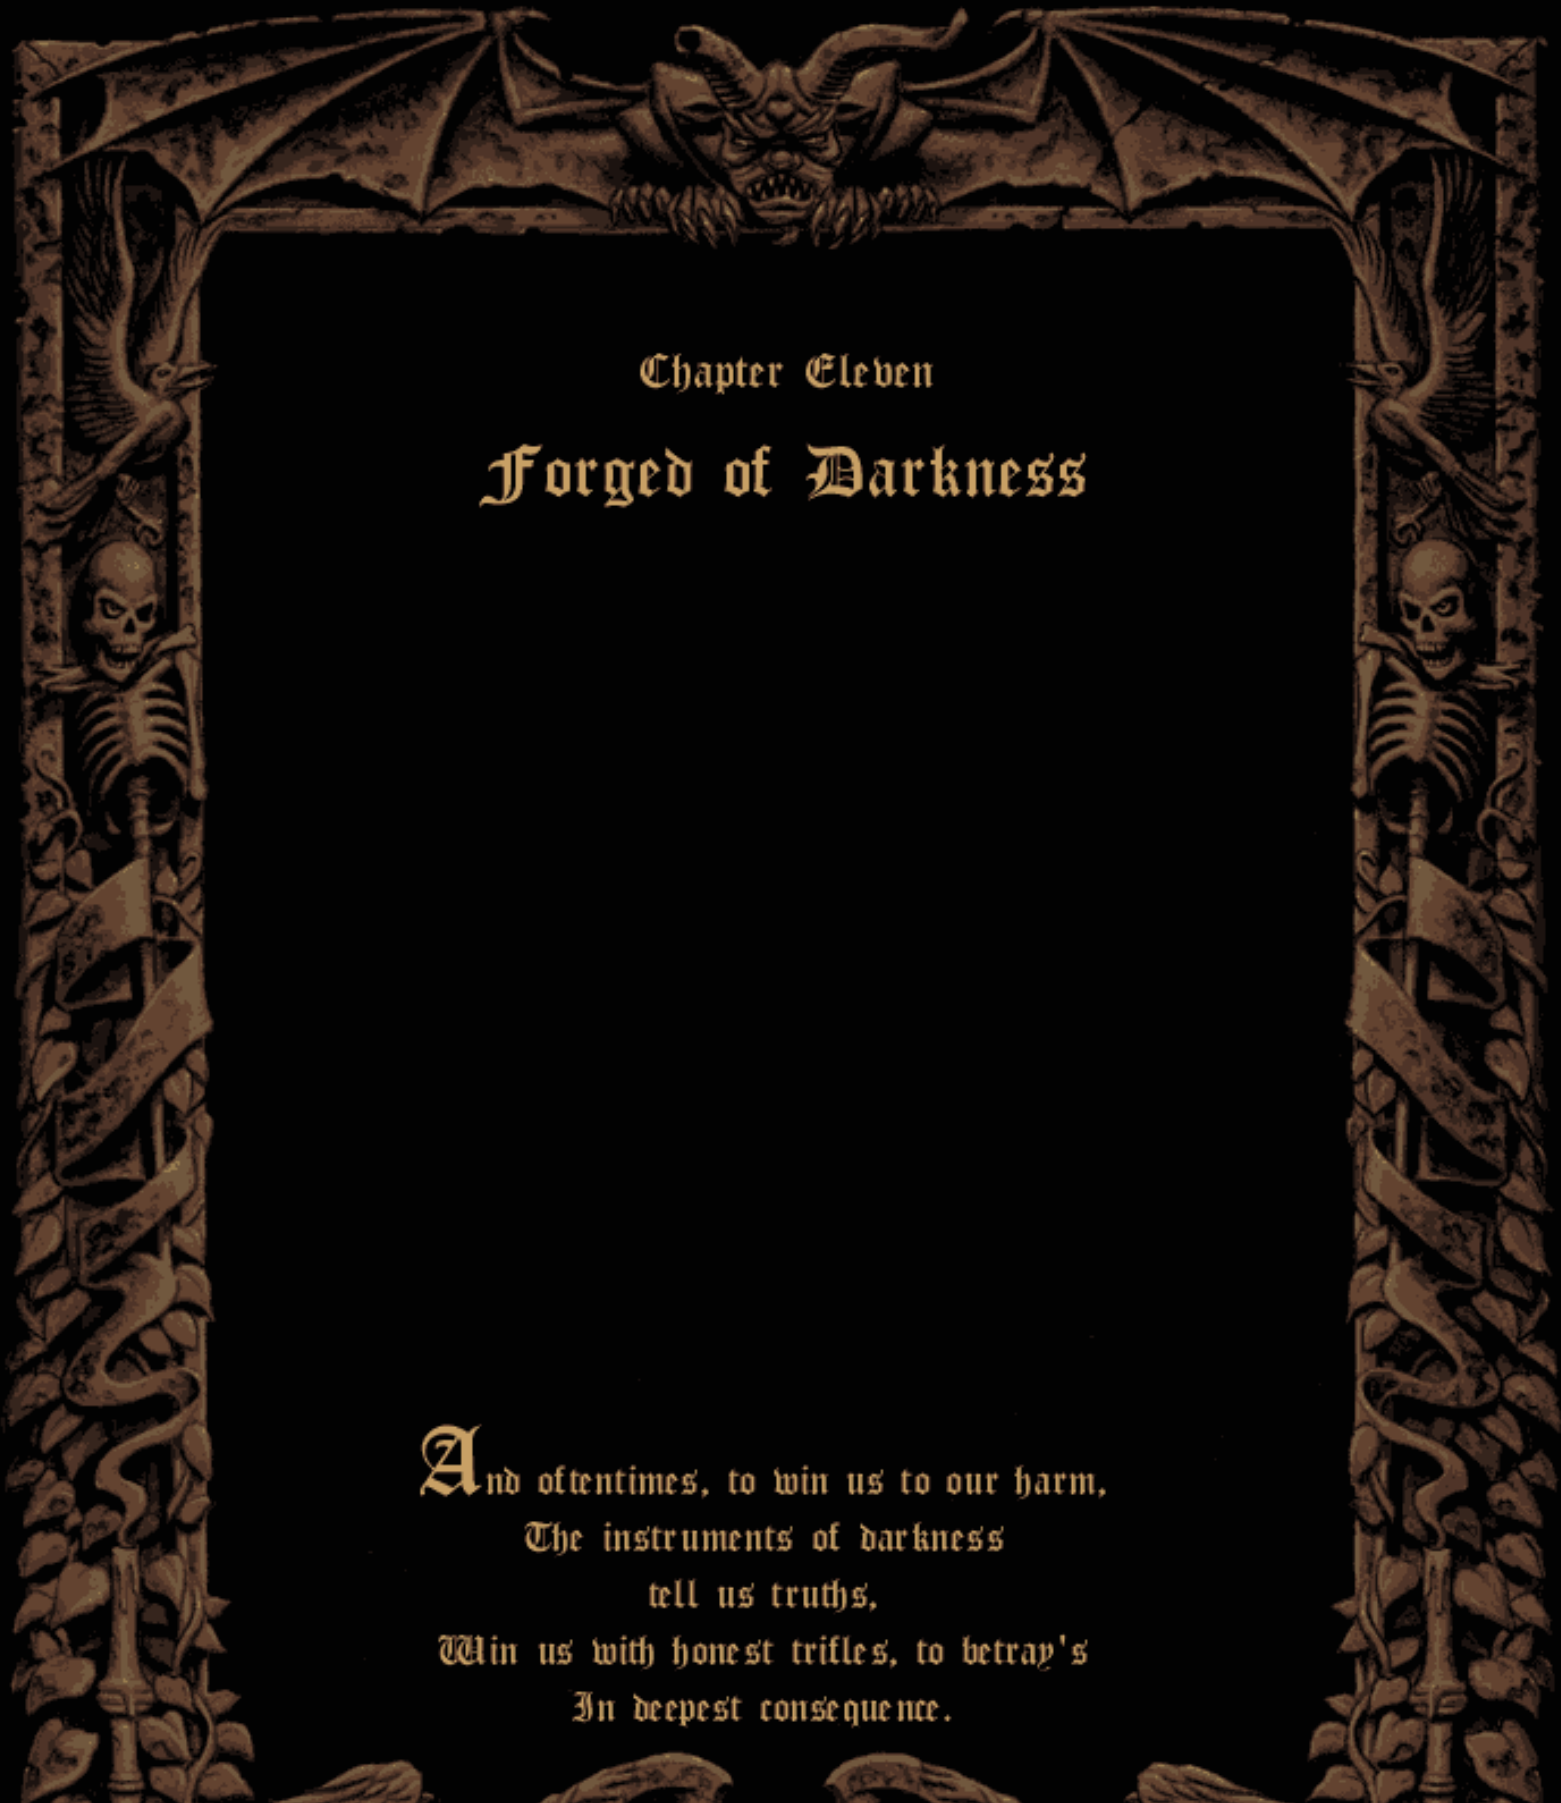 Chapter Eleven
Forged of Darkness
And oftentimes, to win us to our harm,
The instruments of darkness
tell us truths,
Win us with honest trifles, to betray's
In deepest consequence.